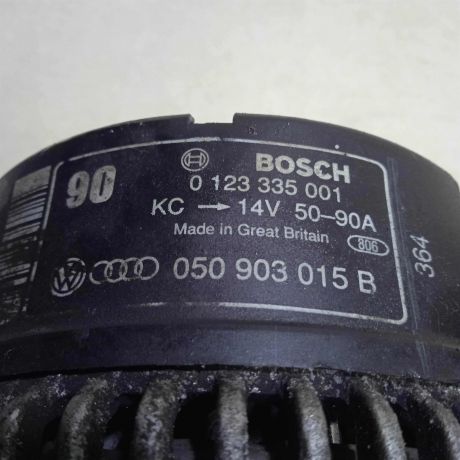 90
BOSCH
0 123 335 001
KC → 14V 50–90A
Made in Great Britain 806
050 903 015 B
364